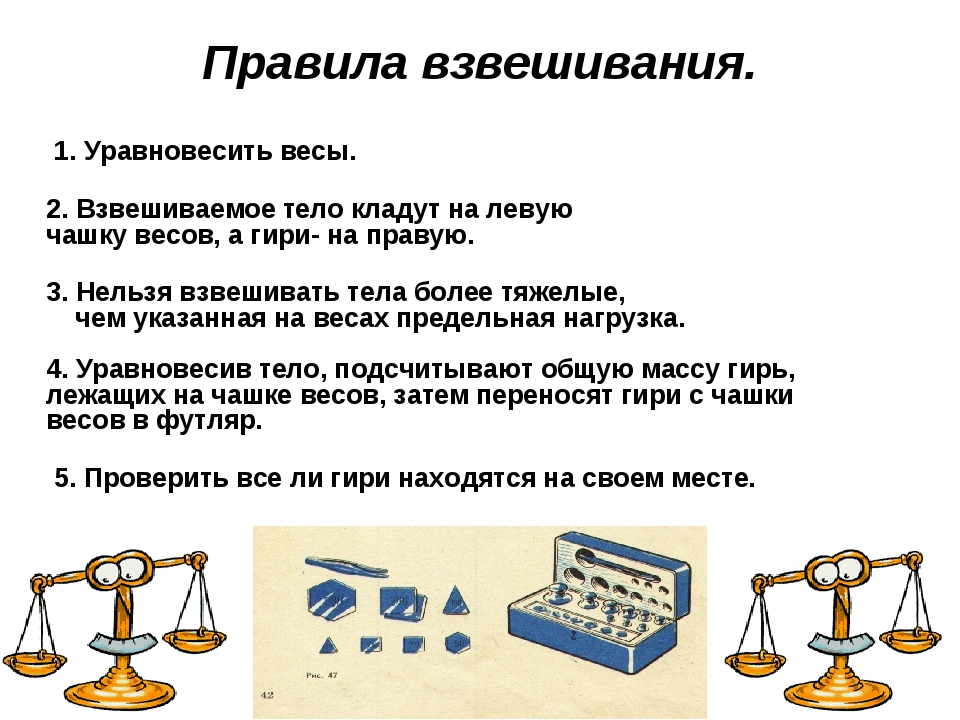 Правила взвешивания.
1. Уравновесить весы.
2. Взвешиваемое тело кладут на левую
чашку весов, а гири- на правую.
3. Нельзя взвешивать тела более тяжелые,
чем указанная на весах предельная нагрузка.
4. Уравновесив тело, подсчитывают общую массу гирь,
лежащих на чашке весов, затем переносят гири с чашки
весов в футляр.
5. Проверить все ли гири находятся на своем месте.
Рис. 47
42